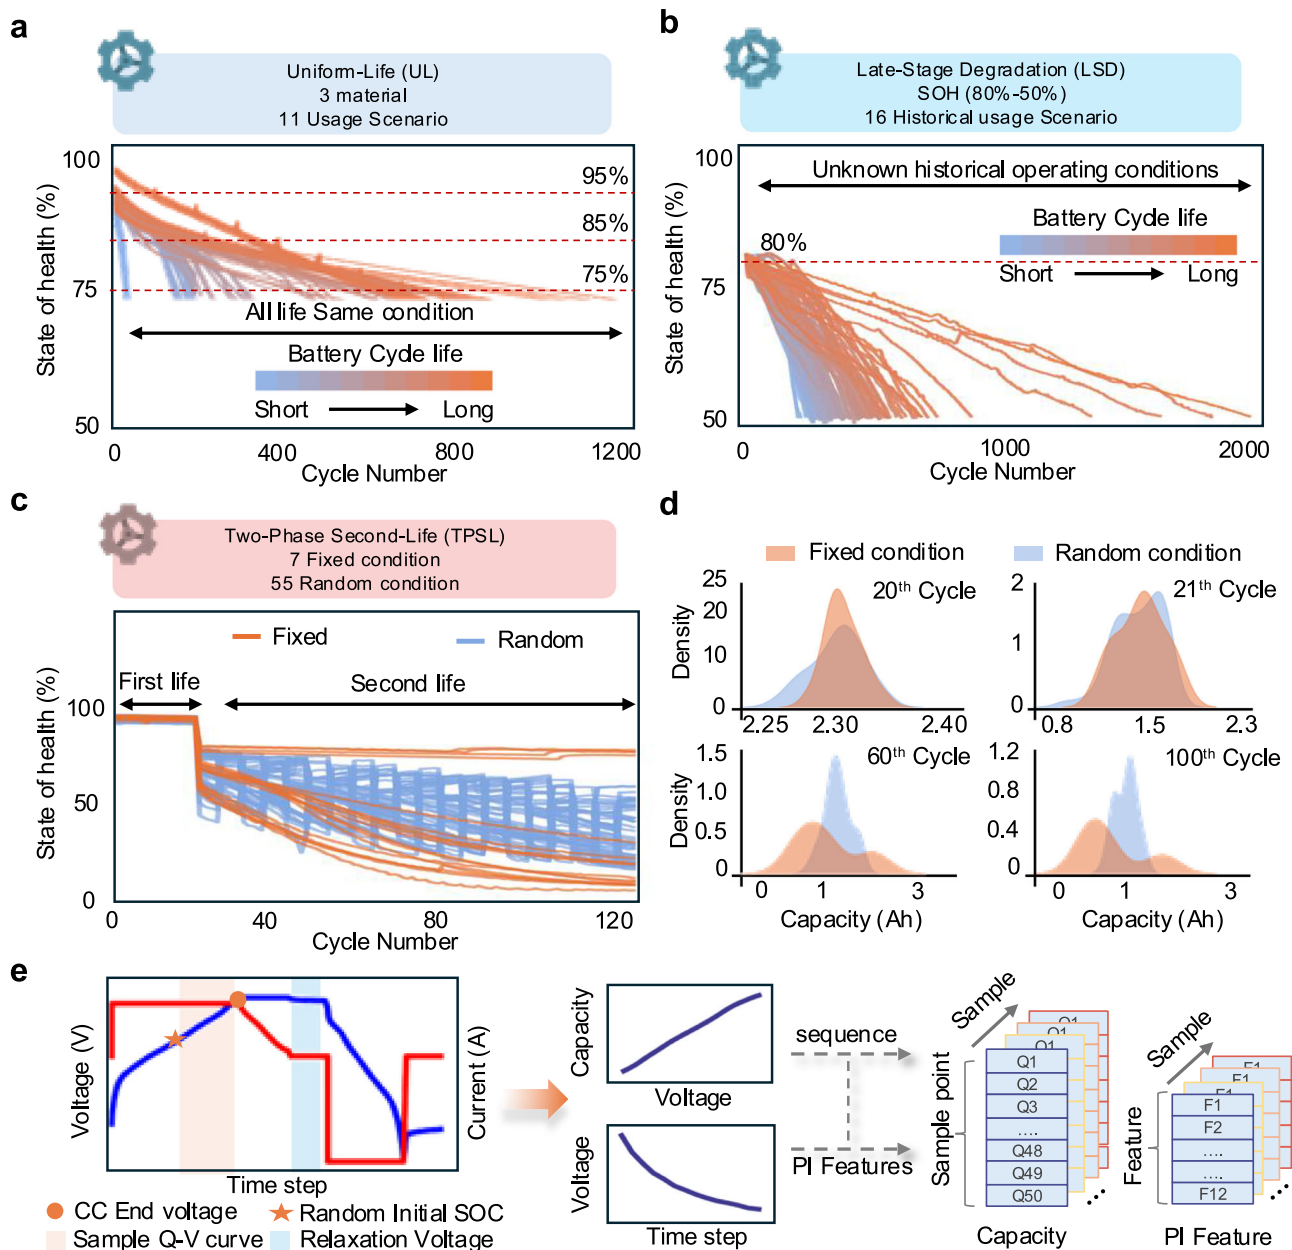 a
Uniform-Life (UL)
3 material
11 Usage Scenario
State of health (%)
100
75
50
95%
85%
75%
All life Same condition
Battery Cycle life
Short
Long
0
400
800
1200
Cycle Number
b
Late-Stage Degradation (LSD)
SOH (80%-50%)
16 Historical usage Scenario
State of health (%)
100
75
50
Unknown historical operating conditions
Battery Cycle life
Short
Long
80%
0
1000
2000
Cycle Number
c
Two-Phase Second-Life (TPSL)
7 Fixed condition
55 Random condition
Fixed
Random
First life
Second life
State of health (%)
100
50
0
0
40
80
120
Cycle Number
d
Fixed condition
Random condition
Density
25
20
10
0
20th Cycle
2.25
2.30
2.40
2
1
0
21th Cycle
0.8
1.5
2.3
Density
1.5
1.0
0.5
0
60th Cycle
0
1
3
Capacity (Ah)
1.2
0.8
0.4
0
100th Cycle
0
1
3
Capacity (Ah)
e
Voltage (V)
Current (A)
Time step
CC End voltage
Random Initial SOC
Sample Q-V curve
Relaxation Voltage
Capacity
Voltage
Voltage
Time step
sequence
PI Features
Sample
Sample point
Q1
Q1
Q1
Q2
Q3
....
Q48
Q49
Q50
Capacity
Sample
Feature
F1
F1
F1
F1
F2
....
....
F12
PI Feature